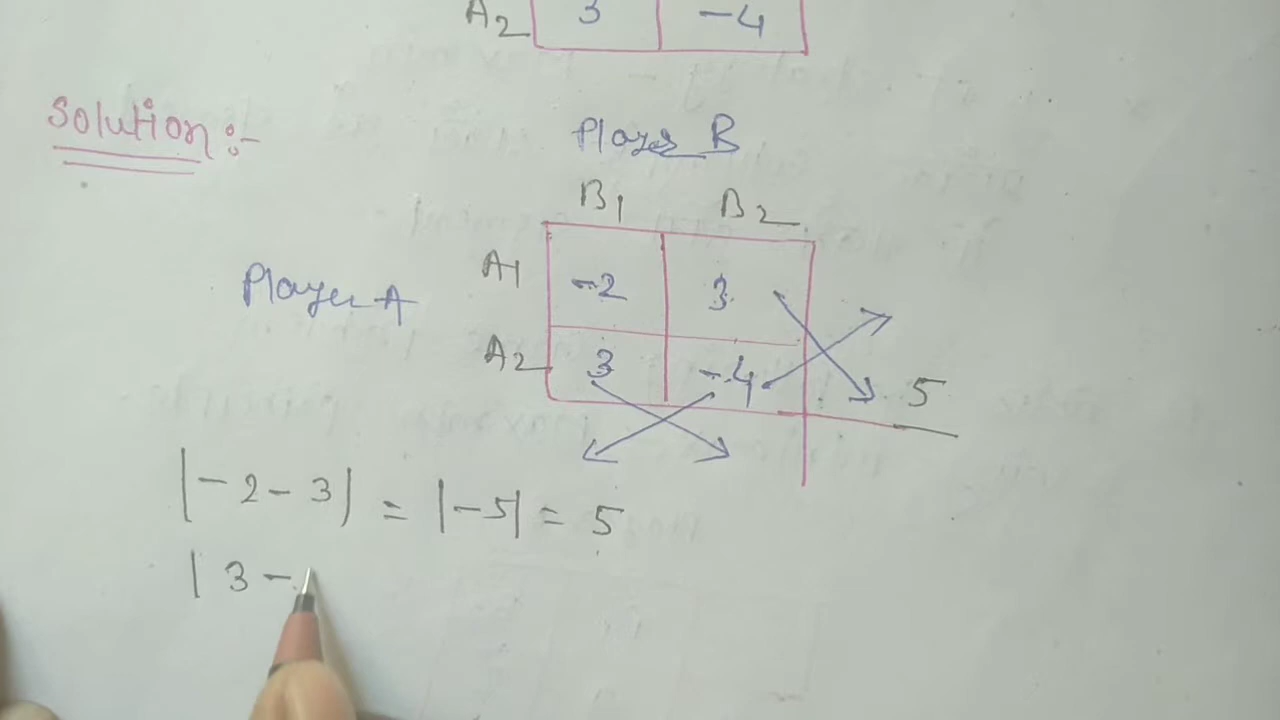 A2 3 -4
Solution :-
Player B
B1 B2
A1 -2 3
Player A
A2 3 -4 5
|-2-3| = |-5| = 5
| 3 -